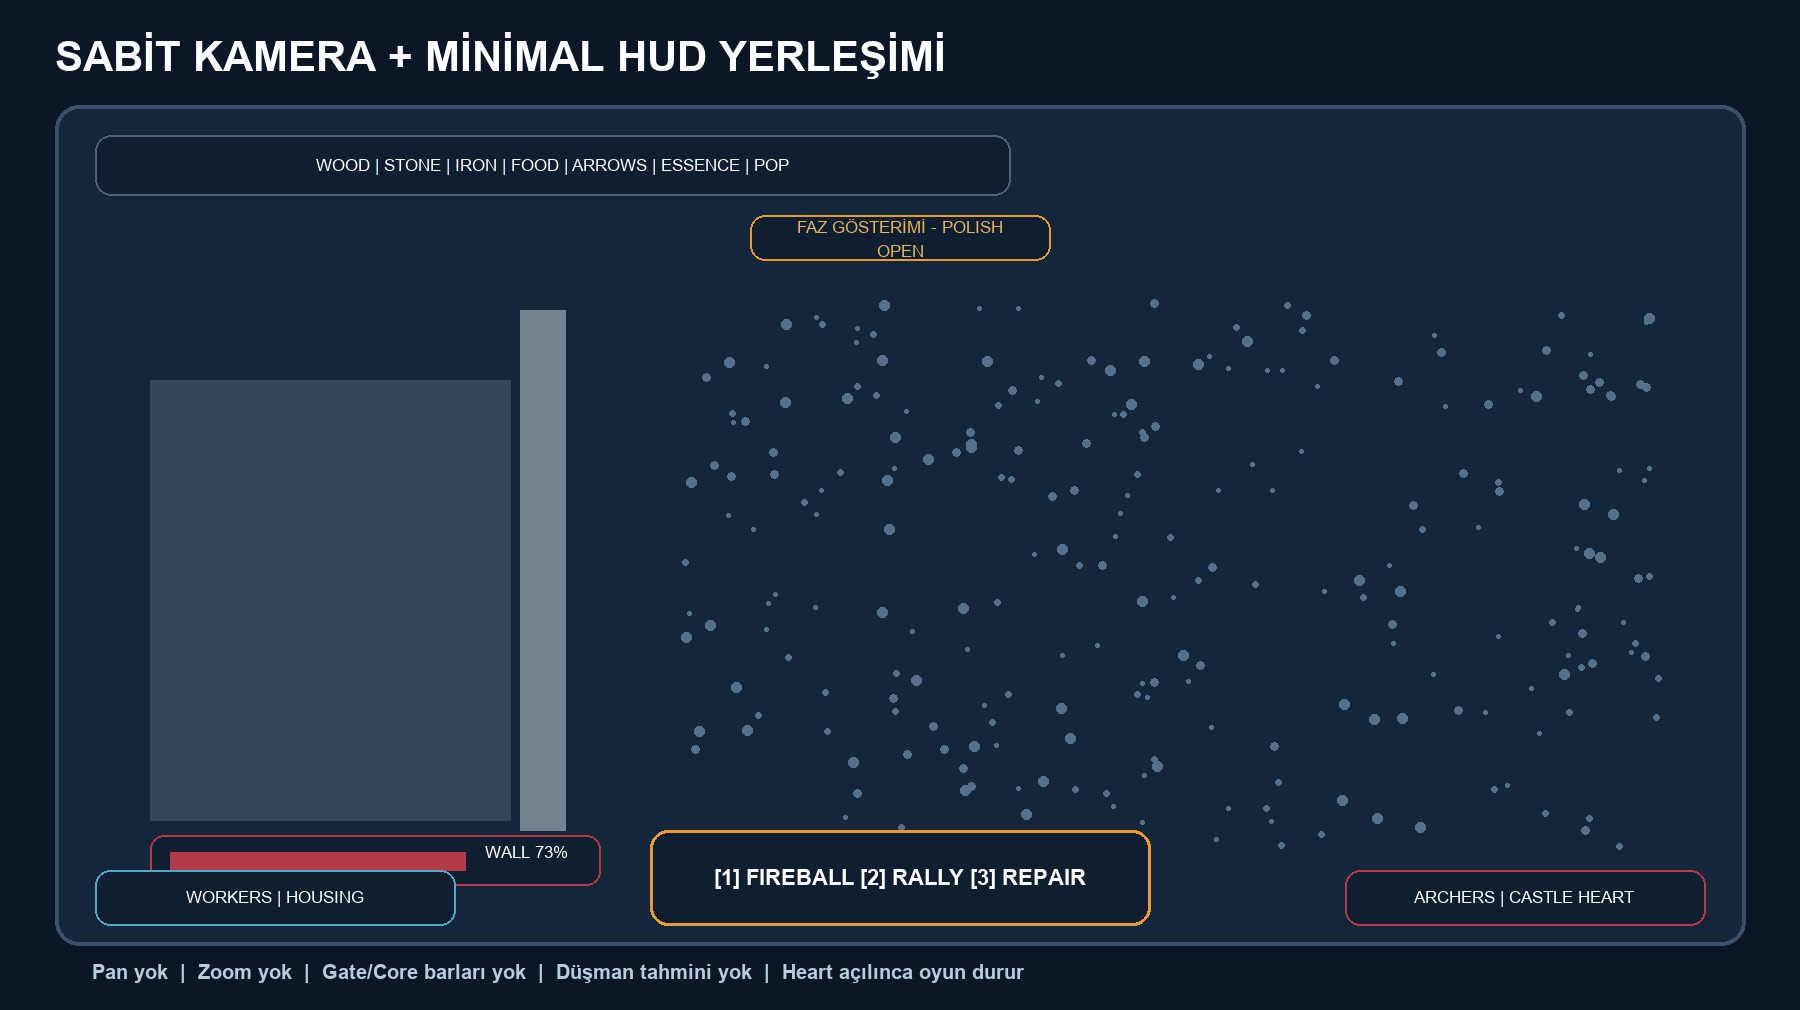 SABİT KAMERA + MİNİMAL HUD YERLEŞİMİ
WOOD | STONE | IRON | FOOD | ARROWS | ESSENCE | POP
FAZ GÖSTERİMİ - POLISH
OPEN
WALL 73%
WORKERS | HOUSING
[1] FIREBALL [2] RALLY [3] REPAIR
ARCHERS | CASTLE HEART
Pan yok | Zoom yok | Gate/Core barları yok | Düşman tahmini yok | Heart açılınca oyun durur